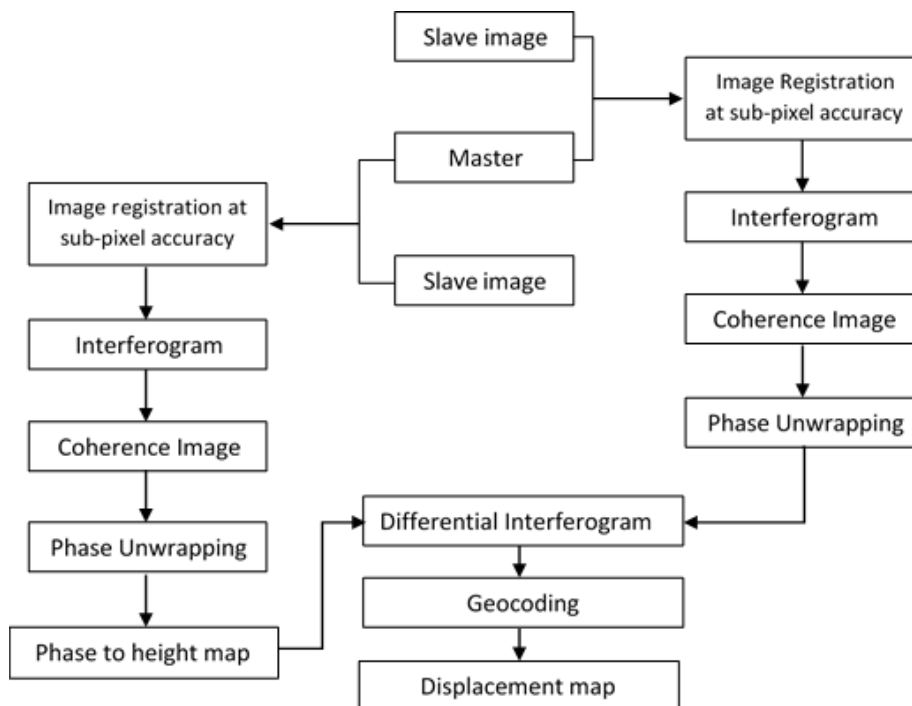 Slave image
Image Registration
at sub-pixel accuracy
Master
Image registration at
sub-pixel accuracy
Interferogram
Slave image
Coherence Image
Interferogram
Phase Unwrapping
Coherence Image
Differential Interferogram
Phase Unwrapping
Geocoding
Phase to height map
Displacement map